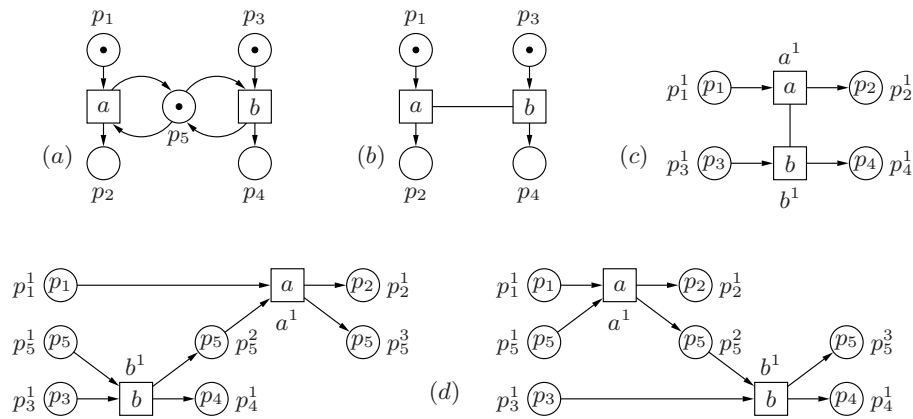 p₁ p₃ p₁ p₃
a b a b
p₅
(a) (b)
p₂ p₄ p₂ p₄
a¹
p₁¹ p₁ a p₂ p₂¹
(c)
p₃¹ p₃ b p₄ p₄¹
b¹
p₁¹ p₁ a p₂ p₂¹
a¹
p₅¹ p₅ p₅ p₅² p₅ p₅³
b¹
p₃¹ p₃ b p₄ p₄¹
(d)
p₁¹ p₁ a p₂ p₂¹
a¹
p₅¹ p₅ p₅ p₅² p₅ p₅³
b¹
p₃¹ p₃ b p₄ p₄¹